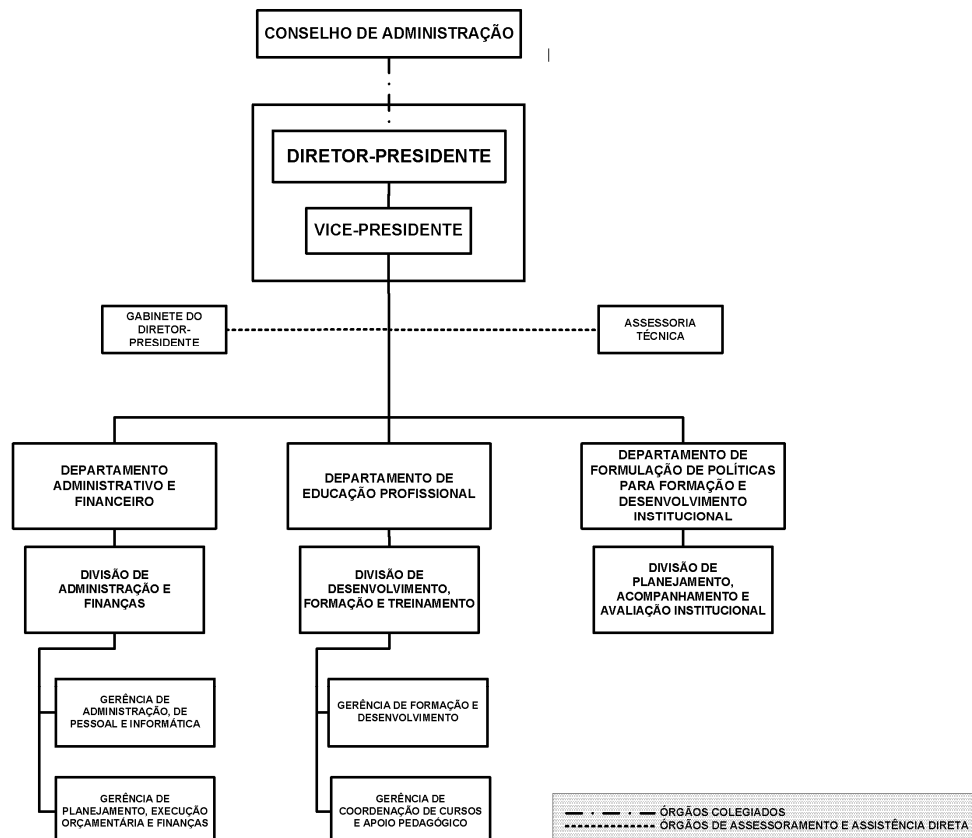 CONSELHO DE ADMINISTRAÇÃO
DIRETOR-PRESIDENTE
VICE-PRESIDENTE
GABINETE DO
DIRETOR-
PRESIDENTE
ASSESSORIA
TÉCNICA
DEPARTAMENTO
ADMINISTRATIVO E
FINANCEIRO
DEPARTAMENTO DE
EDUCAÇÃO PROFISSIONAL
DEPARTAMENTO DE
FORMULAÇÃO DE POLÍTICAS
PARA FORMAÇÃO E
DESENVOLVIMENTO
INSTITUCIONAL
DIVISÃO DE
ADMINISTRAÇÃO E
FINANÇAS
DIVISÃO DE
DESENVOLVIMENTO,
FORMAÇÃO E TREINAMENTO
DIVISÃO DE
PLANEJAMENTO,
ACOMPANHAMENTO E
AVALIAÇÃO INSTITUCIONAL
GERÊNCIA DE
ADMINISTRAÇÃO, DE
PESSOAL E INFORMÁTICA
GERÊNCIA DE FORMAÇÃO E
DESENVOLVIMENTO
GERÊNCIA DE
PLANEJAMENTO, EXECUÇÃO
ORÇAMENTÁRIA E FINANÇAS
GERÊNCIA DE
COORDENAÇÃO DE CURSOS
E APOIO PEDAGÓGICO
ÓRGÃOS COLEGIADOS
ÓRGÃOS DE ASSESSORAMENTO E ASSISTÊNCIA DIRETA